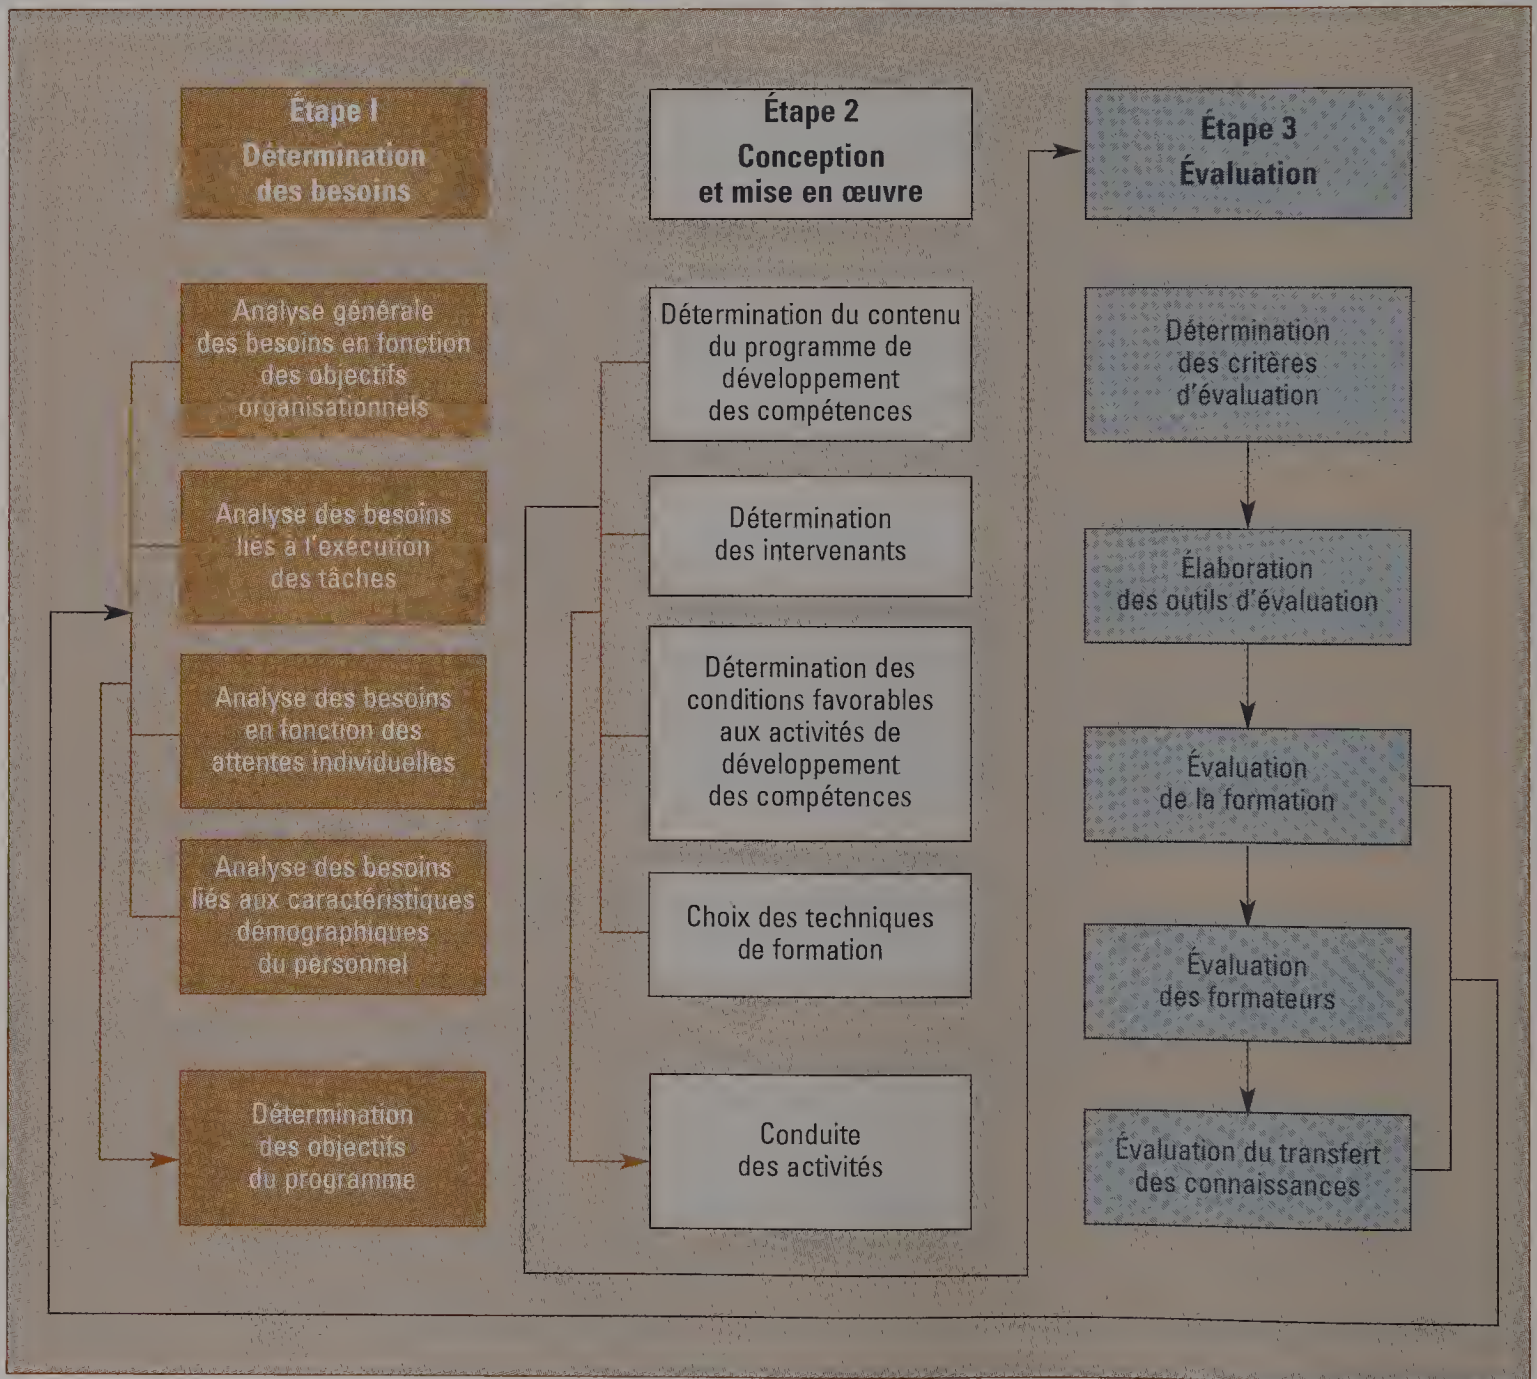 Étape 1
Détermination
des besoins
Analyse générale
des besoins en fonction
des objectifs
organisationnels
Analyse des besoins
liés à l'exécution
des tâches
Analyse des besoins
en fonction des
attentes individuelles
Analyse des besoins
liés aux caractéristiques
démographiques
du personnel
Détermination
des objectifs
du programme
Étape 2
Conception
et mise en œuvre
Détermination du contenu
du programme de
développement
des compétences
Détermination
des intervenants
Détermination des
conditions favorables
aux activités de
développement
des compétences
Choix des techniques
de formation
Conduite
des activités
Étape 3
Évaluation
Détermination
des critères
d'évaluation
Élaboration
des outils d'évaluation
Évaluation
de la formation
Évaluation
des formateurs
Évaluation du transfert
des connaissances